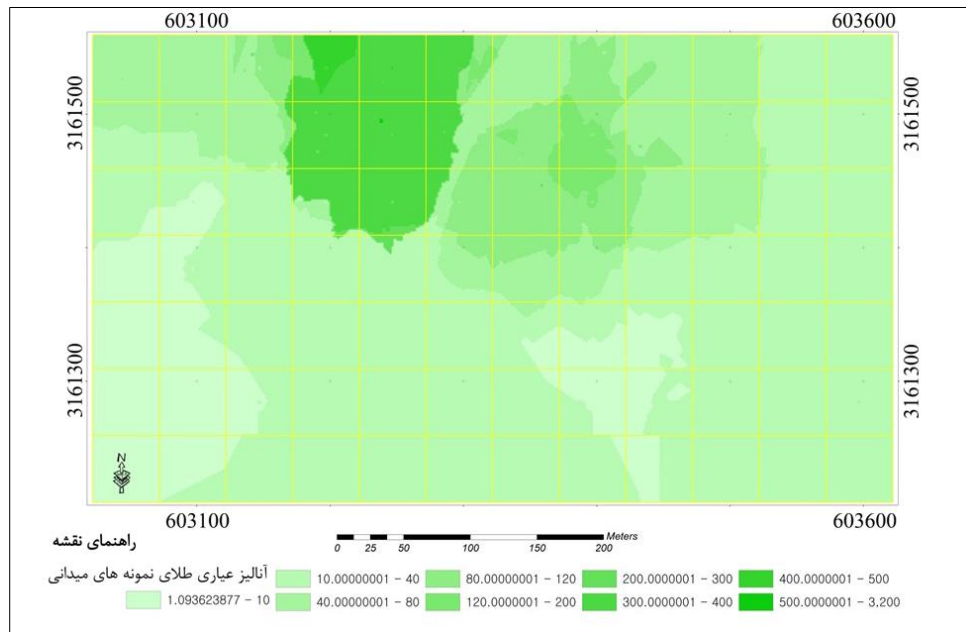 603100 603600
3161500 3161500
3161300 3161300
N
603100 603600
راهنمای نقشه
Meters
0 25 50 100 150 200
آنالیز عیاری طلای نمونه های میدانی
10.00000001 - 40 80.00000001 - 120 200.0000001 - 300 400.0000001 - 500
1.093623877 - 10 40.00000001 - 80 120.0000001 - 200 300.0000001 - 400 500.0000001 - 3,200